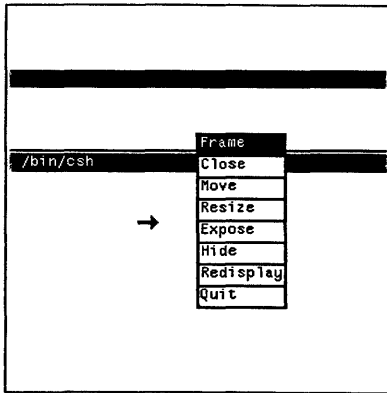 Frame
/bin/csh
Close
Move
Resize
Expose
Hide
Redisplay
Quit